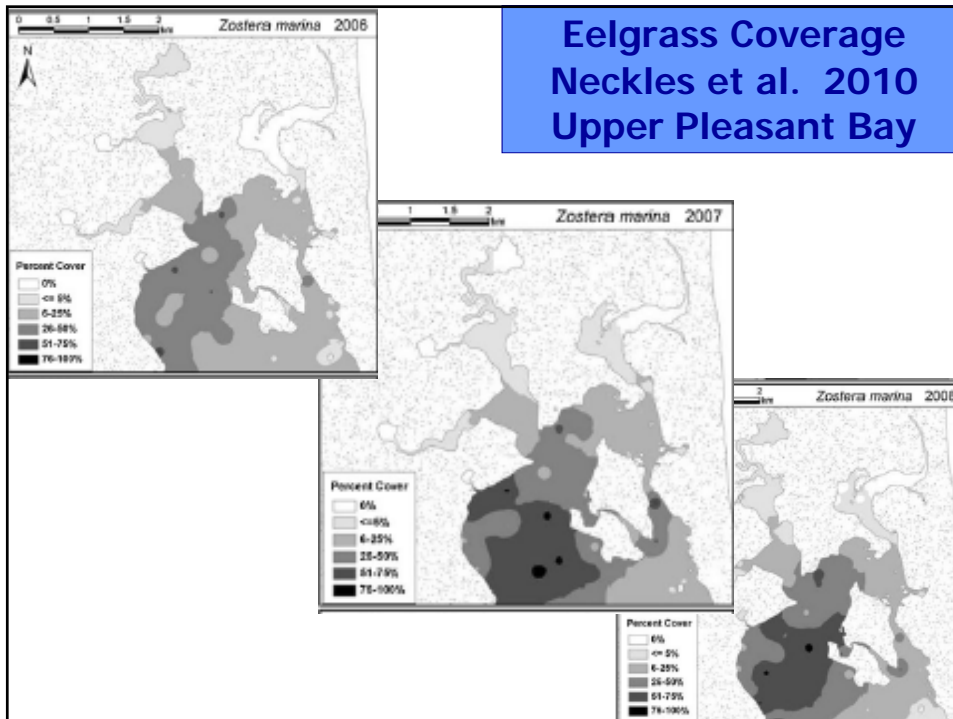 Eelgrass Coverage
Neckles et al. 2010
Upper Pleasant Bay
0 0.5 1 1.5 2
km
Zostera marina 2006
N
Percent Cover
0%
<= 5%
6-25%
26-50%
51-75%
76-100%
1 1.5 2
km
Zostera marina 2007
Percent Cover
0%
<=5%
6-25%
26-50%
51-75%
76-100%
2
km
Zostera marina 2008
Percent Cover
0%
<= 5%
6-25%
26-50%
51-75%
76-100%